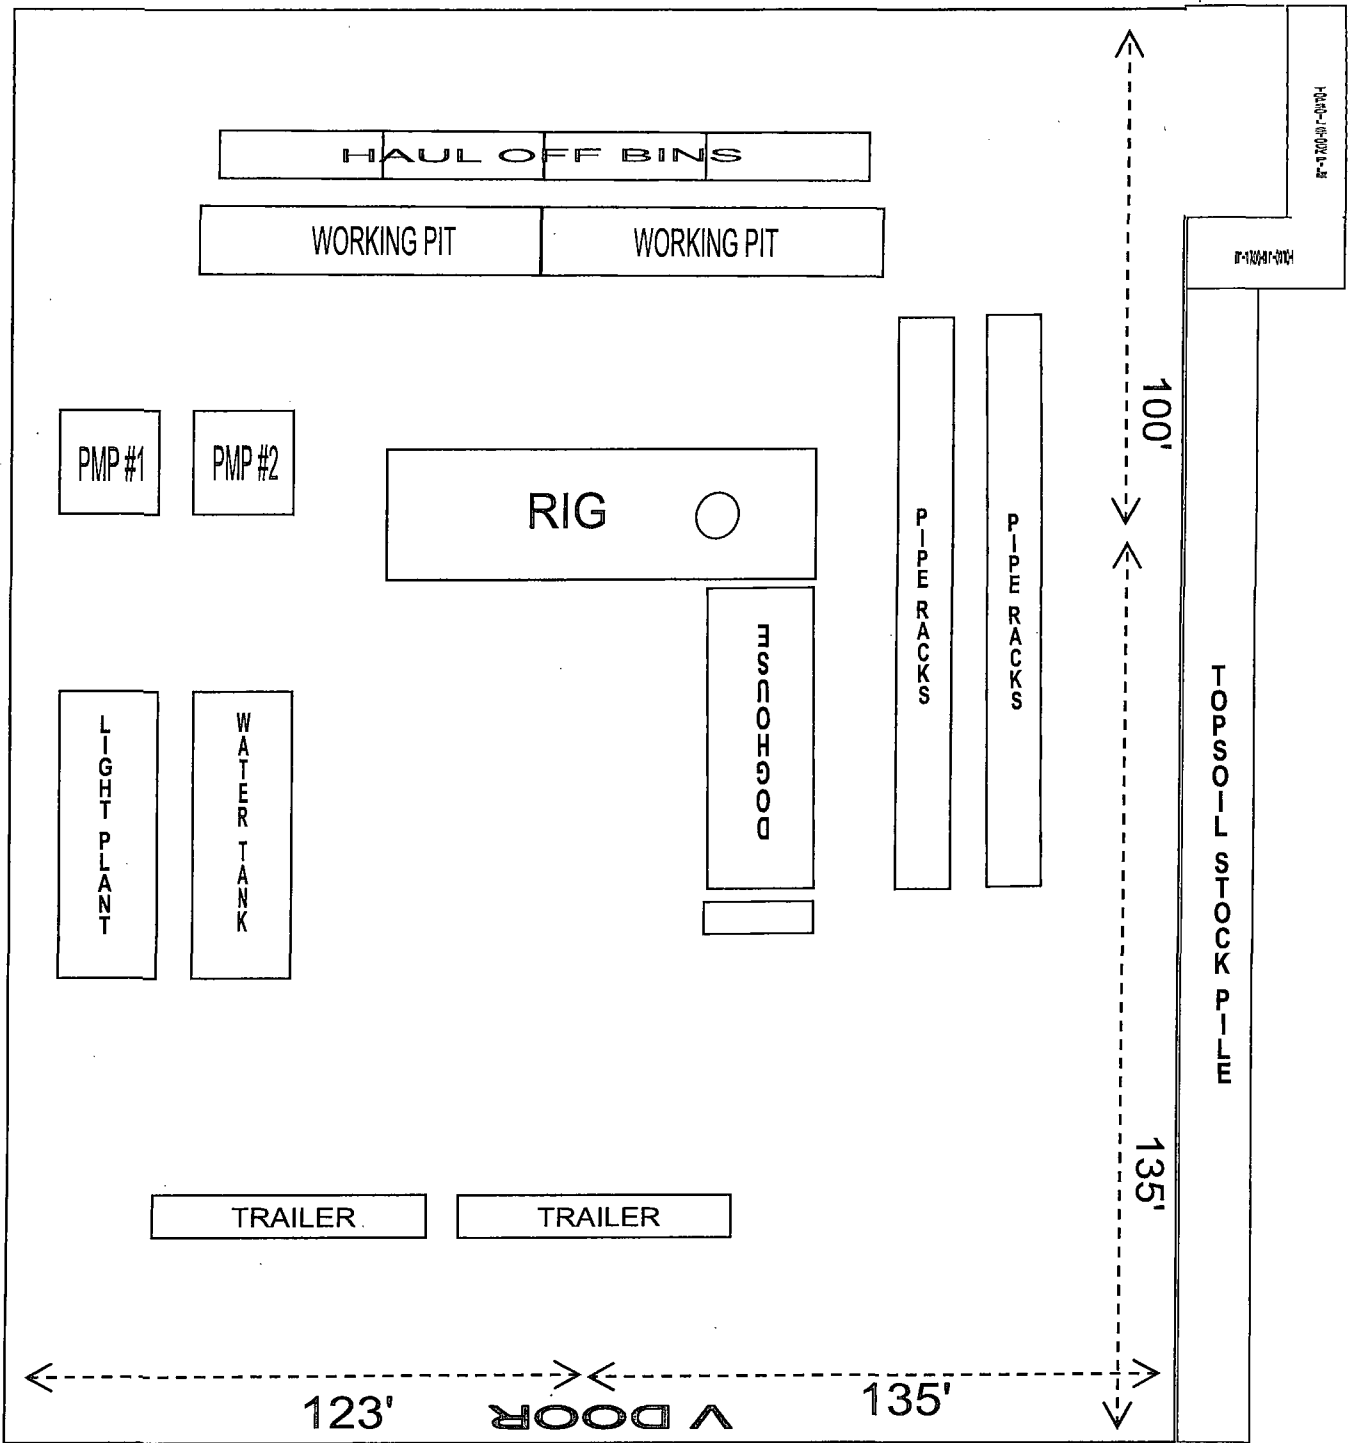 HAUL OFF BINS
WORKING PIT
WORKING PIT
100'
PMP #1
PMP #2
RIG
PIPE RACKS
PIPE RACKS
DOGHOUSE
LIGHT PLANT
WATER TANK
TOPSOIL STOCK PILE
135'
TRAILER
TRAILER
123'
V DOOR
135'